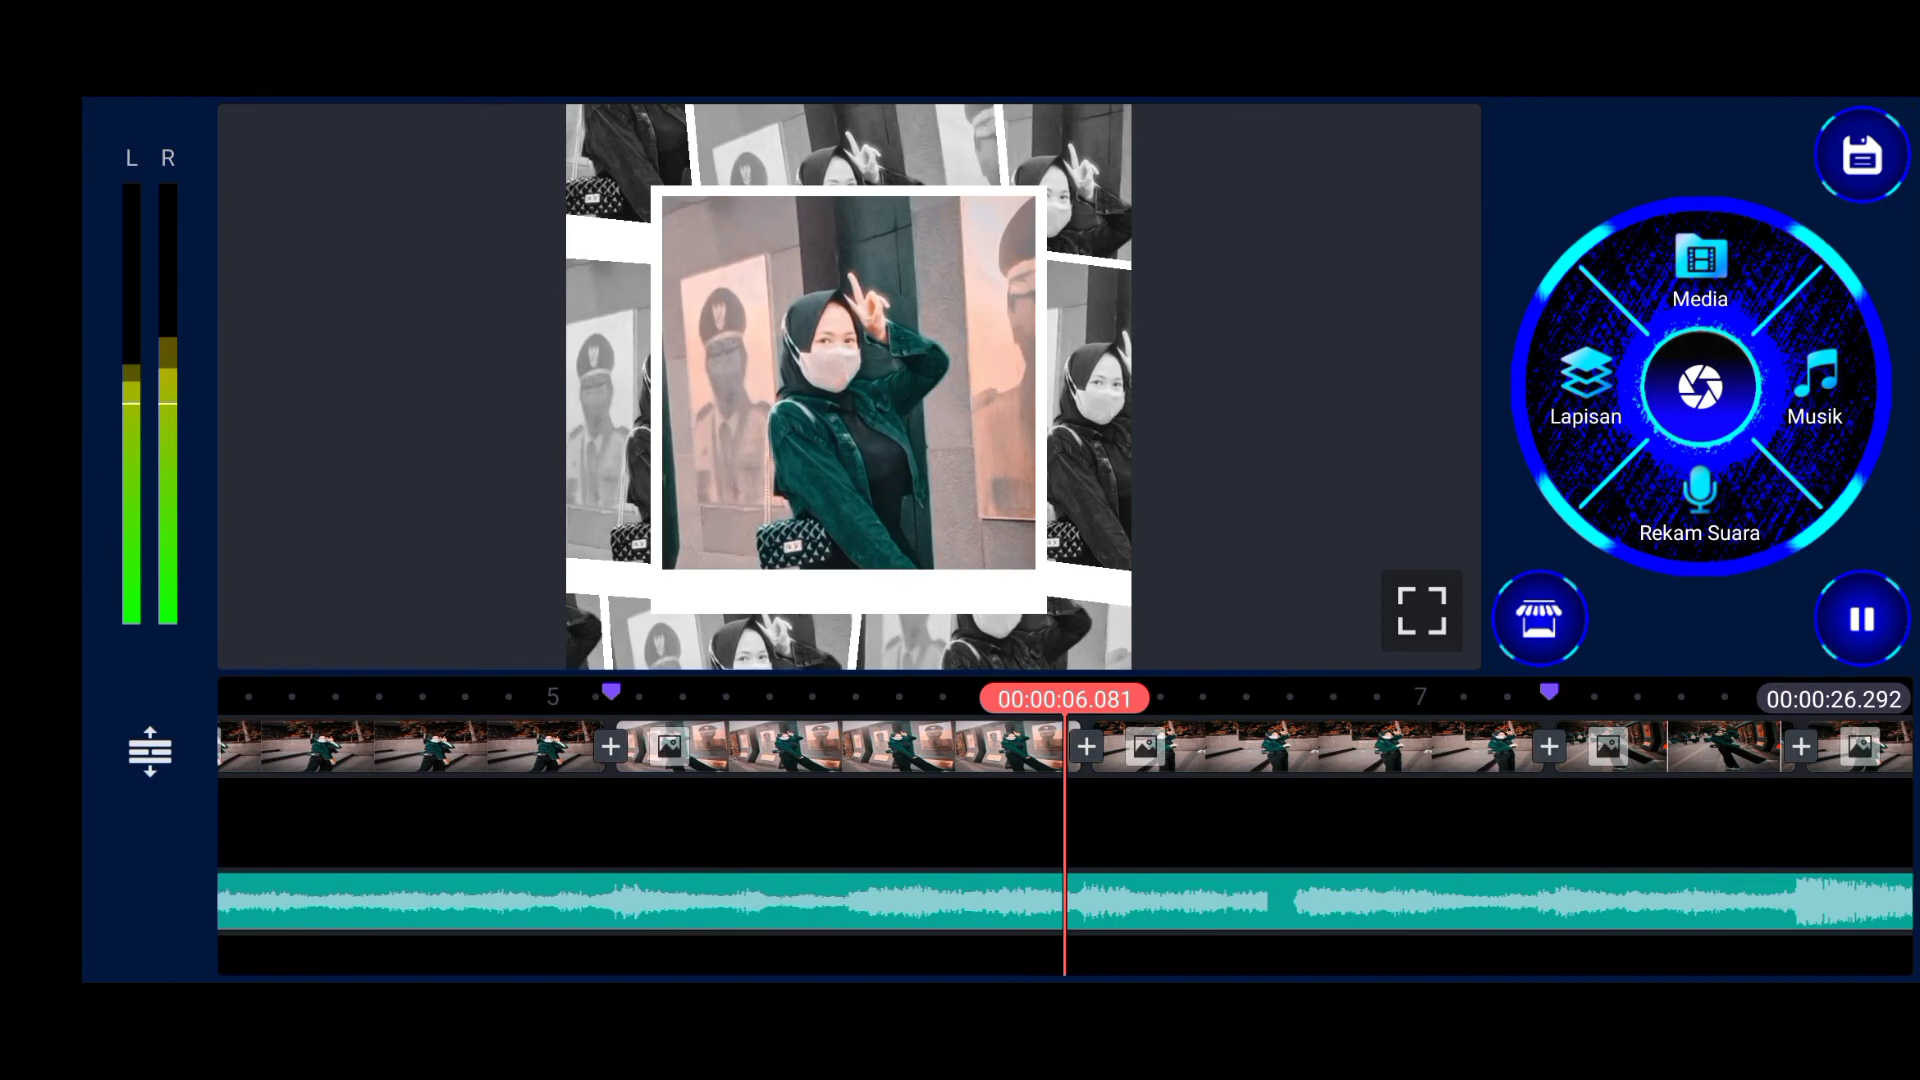 L R
Media
Lapisan
Musik
Rekam Suara
5
00:00:06.081
7
00:00:26.292